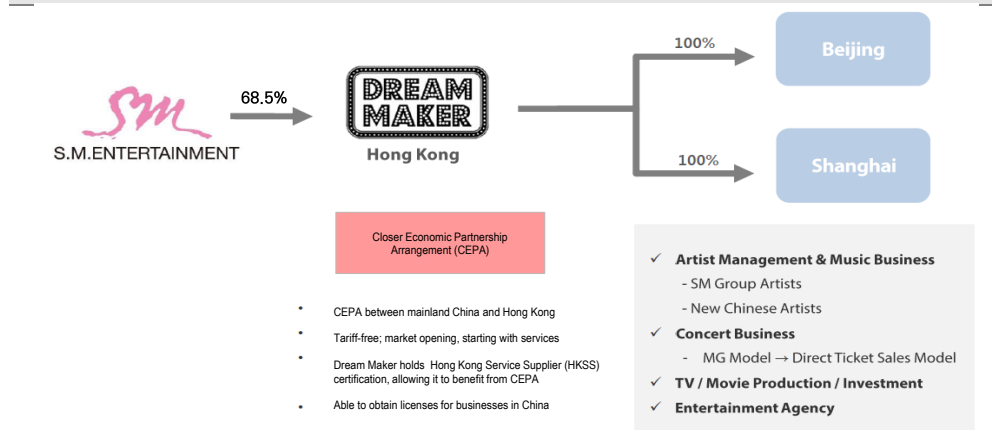 68.5%
S.M.ENTERTAINMENT
DREAM
MAKER
Hong Kong
100%
Beijing
100%
Shanghai
Closer Economic Partnership
Arrangement (CEPA)
• CEPA between mainland China and Hong Kong
• Tariff-free; market opening, starting with services
• Dream Maker holds Hong Kong Service Supplier (HKSS)
certification, allowing it to benefit from CEPA
• Able to obtain licenses for businesses in China
✓ Artist Management & Music Business
- SM Group Artists
- New Chinese Artists
✓ Concert Business
- MG Model → Direct Ticket Sales Model
✓ TV / Movie Production / Investment
✓ Entertainment Agency